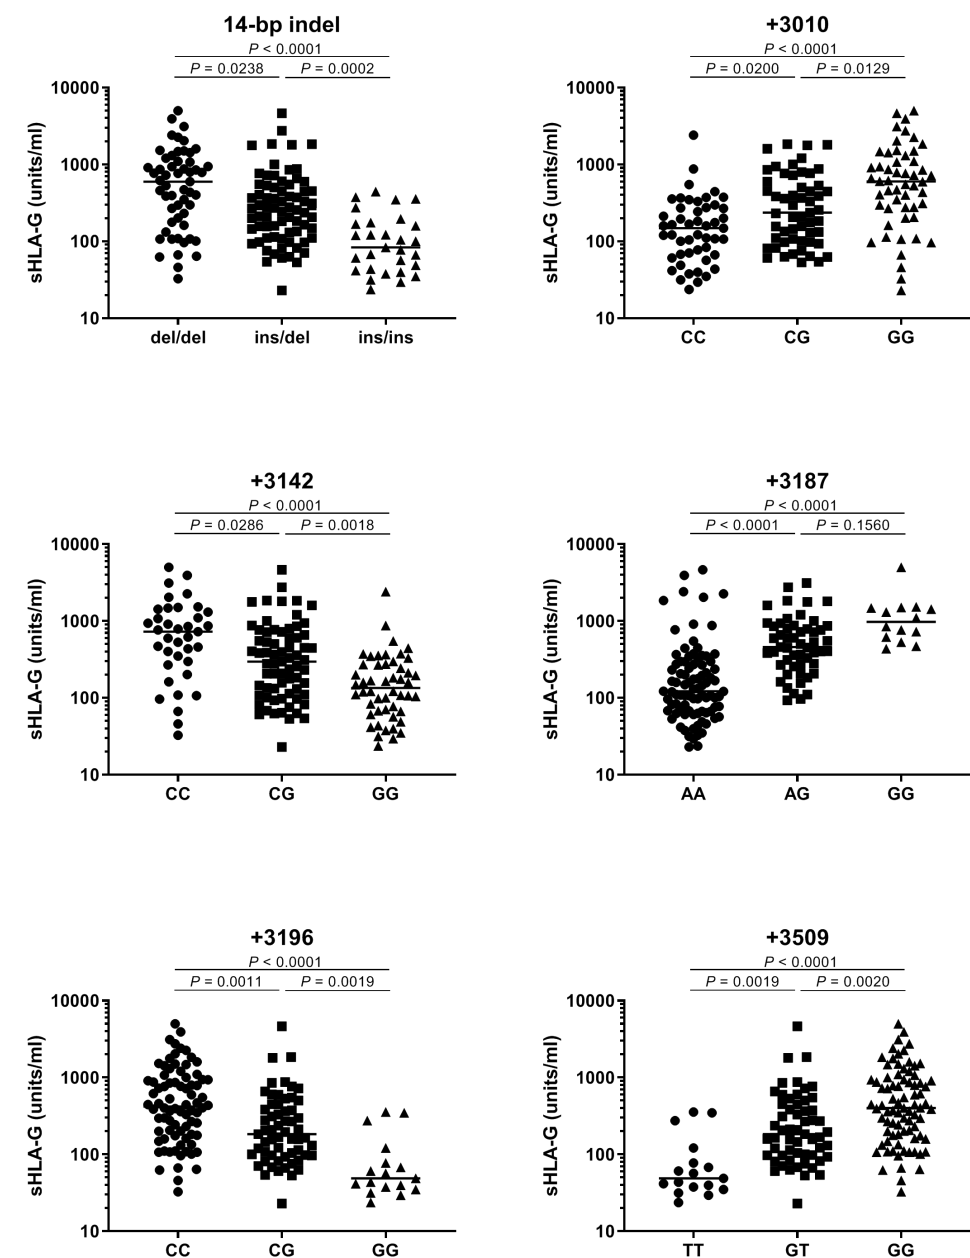 14-bp indel
P < 0.0001
P = 0.0238 P = 0.0002
10000
1000
100
10
sHLA-G (units/ml)
del/del ins/del ins/ins
+3010
P < 0.0001
P = 0.0200 P = 0.0129
10000
1000
100
10
sHLA-G (units/ml)
CC CG GG
+3142
P < 0.0001
P = 0.0286 P = 0.0018
10000
1000
100
10
sHLA-G (units/ml)
CC CG GG
+3187
P < 0.0001
P < 0.0001 P = 0.1560
10000
1000
100
10
sHLA-G (units/ml)
AA AG GG
+3196
P < 0.0001
P = 0.0011 P = 0.0019
10000
1000
100
10
sHLA-G (units/ml)
CC CG GG
+3509
P < 0.0001
P = 0.0019 P = 0.0020
10000
1000
100
10
sHLA-G (units/ml)
TT GT GG